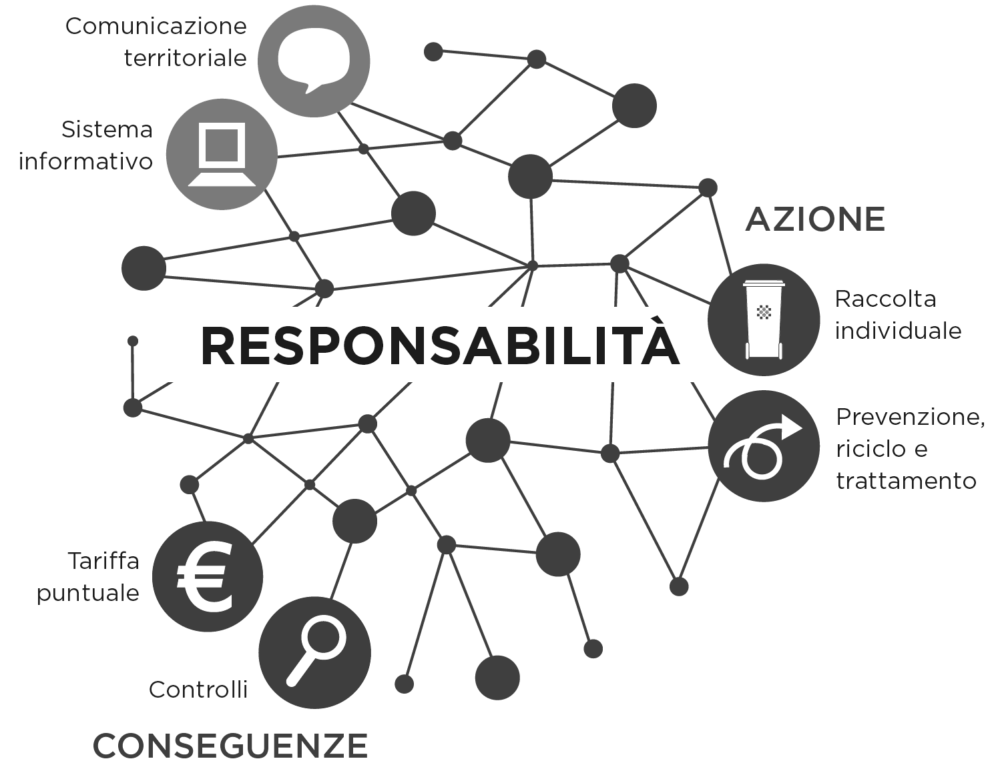 Comunicazione
territoriale
Sistema
informativo
AZIONE
Raccolta
individuale
RESPONSABILITÀ
Prevenzione,
riciclo e
trattamento
Tariffa
puntuale
Controlli
CONSEGUENZE